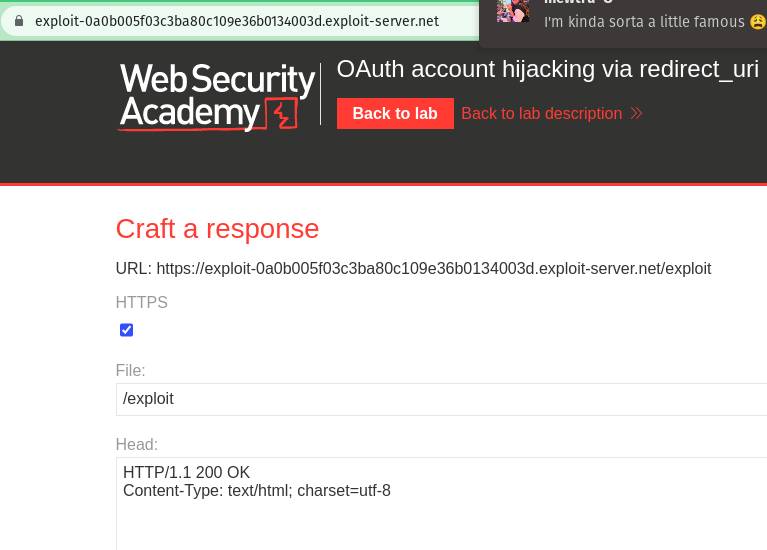 exploit-0a0b005f03c3ba80c109e36b0134003d.exploit-server.net
I'm kinda sorta a little famous 😩
Web Security
Academy
OAuth account hijacking via redirect_uri
Back to lab
Back to lab description
Craft a response
URL: https://exploit-0a0b005f03c3ba80c109e36b0134003d.exploit-server.net/exploit
HTTPS
File:
/exploit
Head:
HTTP/1.1 200 OK
Content-Type: text/html; charset=utf-8